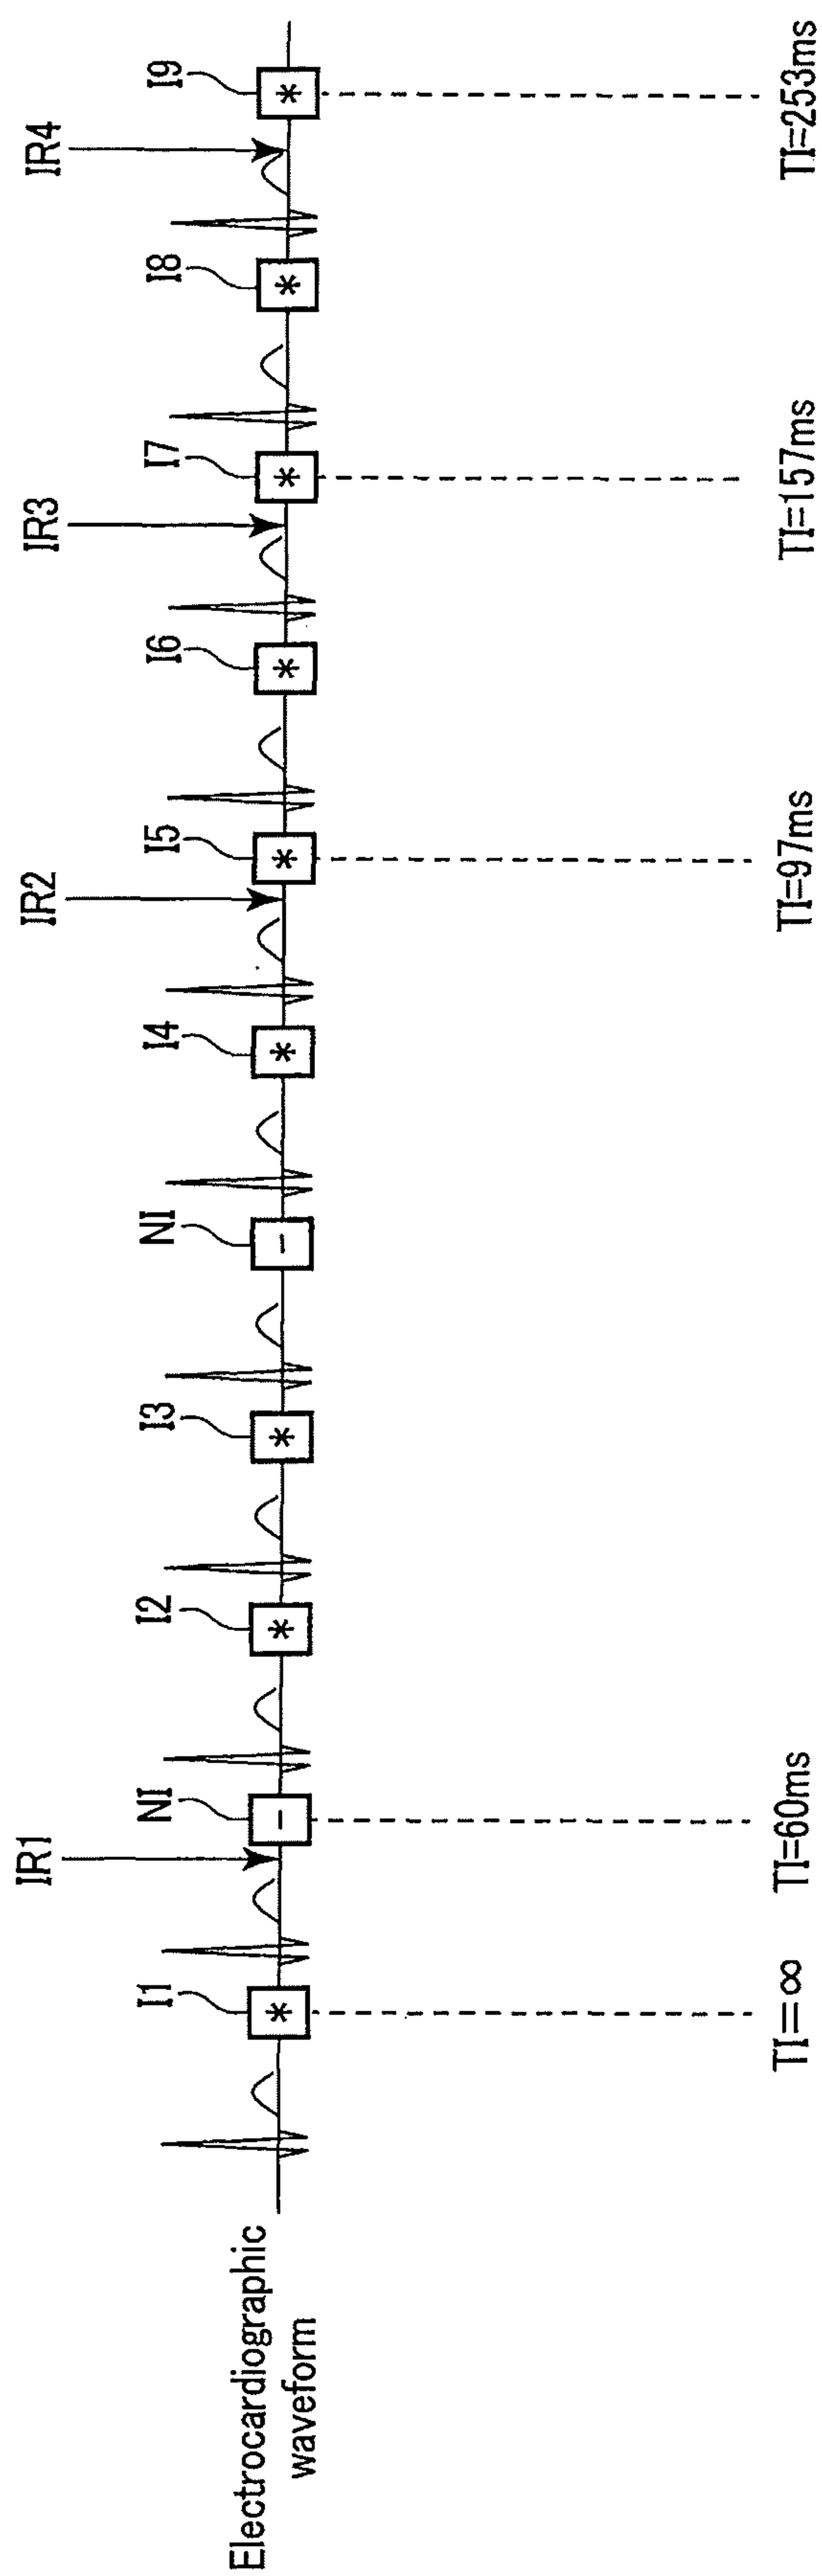 IR1
IR2
IR3
IR4
I1
NI
I2
I3
NI
I4
I5
I6
I7
I8
I9
Electrocardiographic
waveform
*
-
*
*
-
*
*
*
*
*
*
TI=∞
TI=60ms
TI=97ms
TI=157ms
TI=253ms